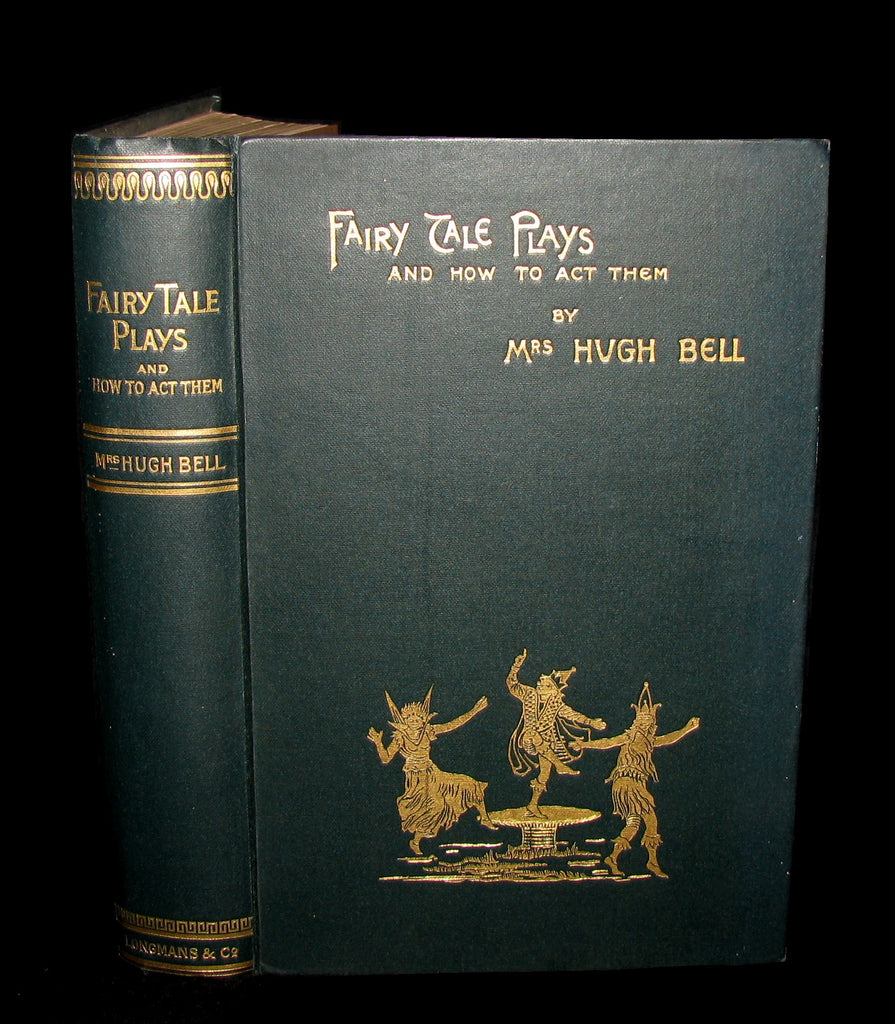 FAIRY TALE
PLAYS
AND
HOW TO ACT THEM
MRS HUGH BELL
LONGMANS & Co
FAIRY TALE PLAYS
AND HOW TO ACT THEM
BY
MRS HUGH BELL